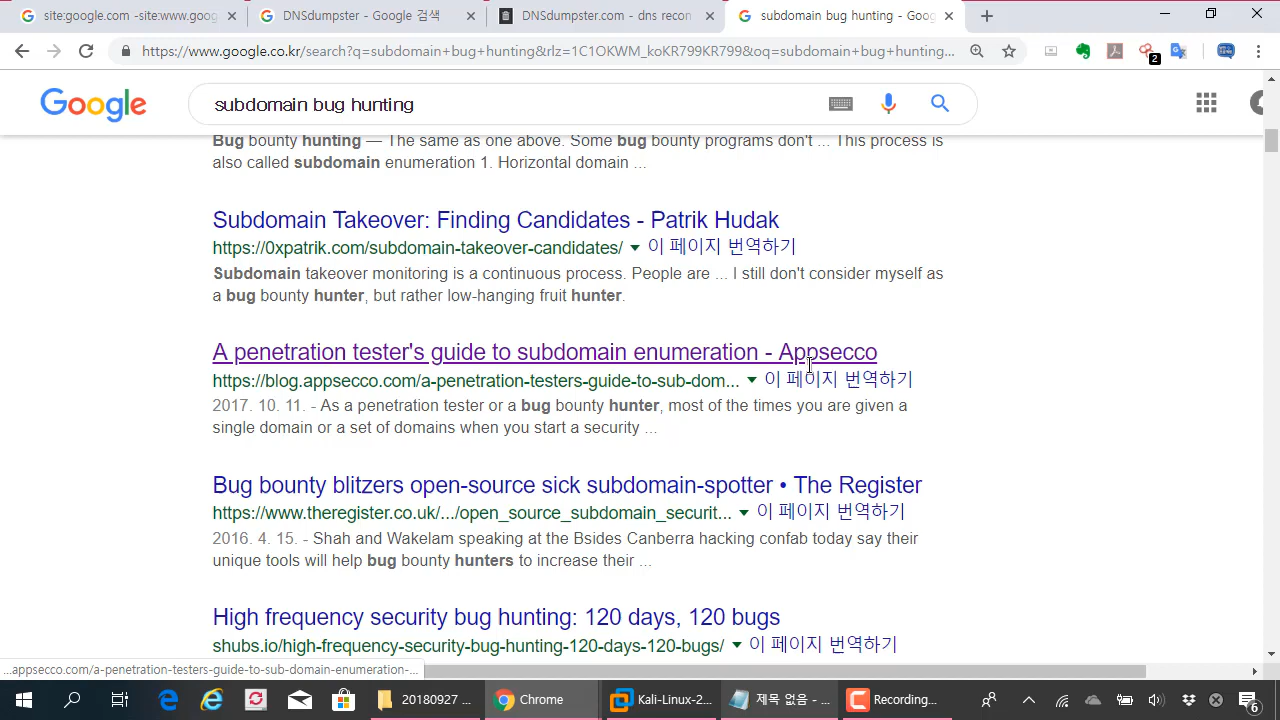 site:google.com -site:www.goog
DNSdumpster - Google 검색
DNSdumpster.com - dns recon
subdomain bug hunting - Goo
https://www.google.co.kr/search?q=subdomain+bug+hunting&rlz=1C1OKWM_koKR799KR799&oq=subdomain+bug+hunting...
2
Google
subdomain bug hunting
Bug bounty hunting — The same as one above. Some bug bounty programs don't ... This process is
also called subdomain enumeration 1. Horizontal domain ...
Subdomain Takeover: Finding Candidates - Patrik Hudak
https://0xpatrik.com/subdomain-takeover-candidates/ 이 페이지 번역하기
Subdomain takeover monitoring is a continuous process. People are ... I still don't consider myself as
a bug bounty hunter, but rather low-hanging fruit hunter.
A penetration tester's guide to subdomain enumeration - Appsecco
https://blog.appsecco.com/a-penetration-testers-guide-to-sub-dom... 이 페이지 번역하기
2017. 10. 11. - As a penetration tester or a bug bounty hunter, most of the times you are given a
single domain or a set of domains when you start a security ...
Bug bounty blitzers open-source sick subdomain-spotter • The Register
https://www.theregister.co.uk/.../open_source_subdomain_securit... 이 페이지 번역하기
2016. 4. 15. - Shah and Wakelam speaking at the Bsides Canberra hacking confab today say their
unique tools will help bug bounty hunters to increase their ...
High frequency security bug hunting: 120 days, 120 bugs
shubs.io/high-frequency-security-bug-hunting-120-days-120-bugs/ 이 페이지 번역하기
...appsecco.com/a-penetration-testers-guide-to-sub-domain-enumeration-...
20180927
Chrome
Kali-Linux-2...
제목 없음 - ...
Recording...
6